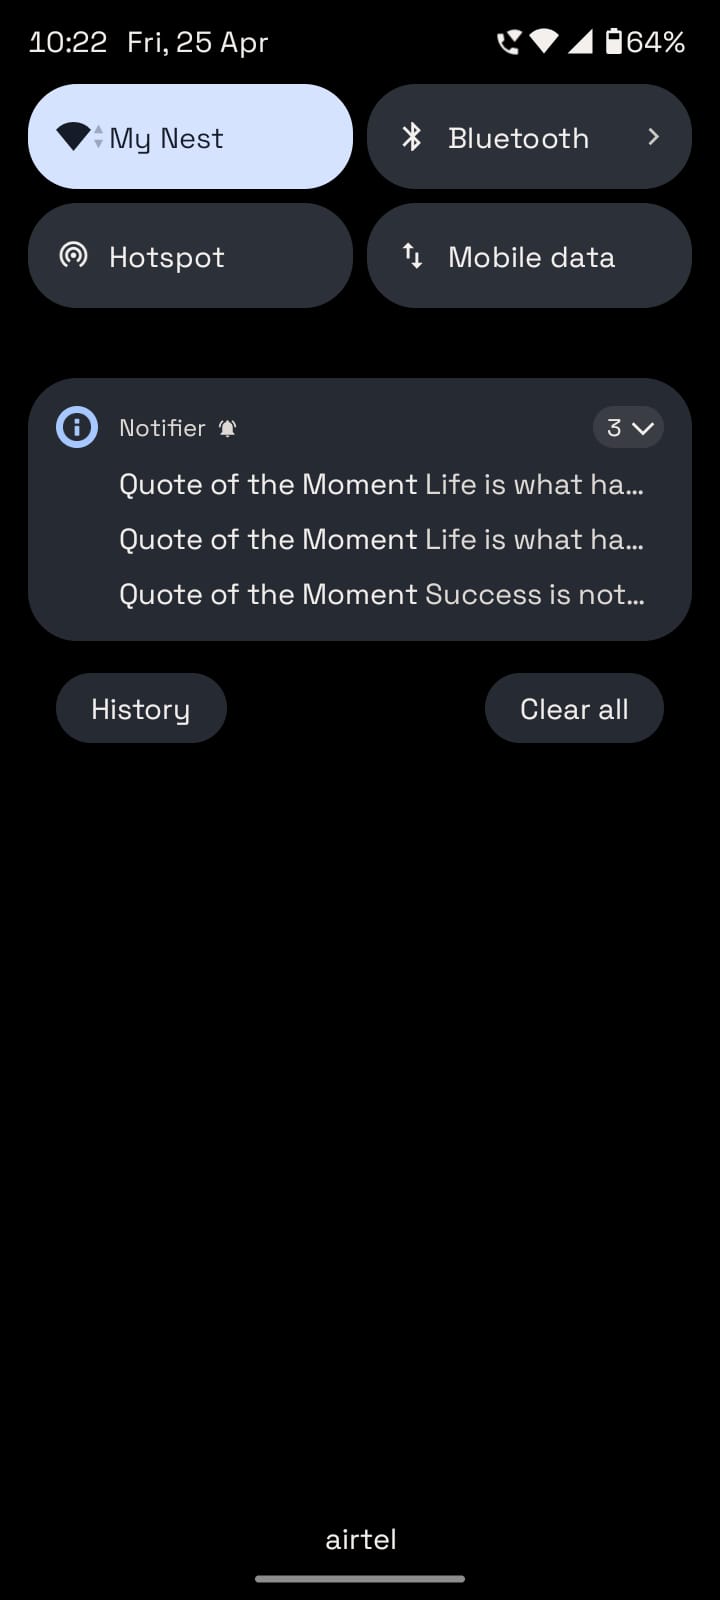 10:22 Fri, 25 Apr 64%
My Nest
Bluetooth
Hotspot
Mobile data
Notifier 3
Quote of the Moment Life is what ha...
Quote of the Moment Life is what ha...
Quote of the Moment Success is not...
History
Clear all
airtel